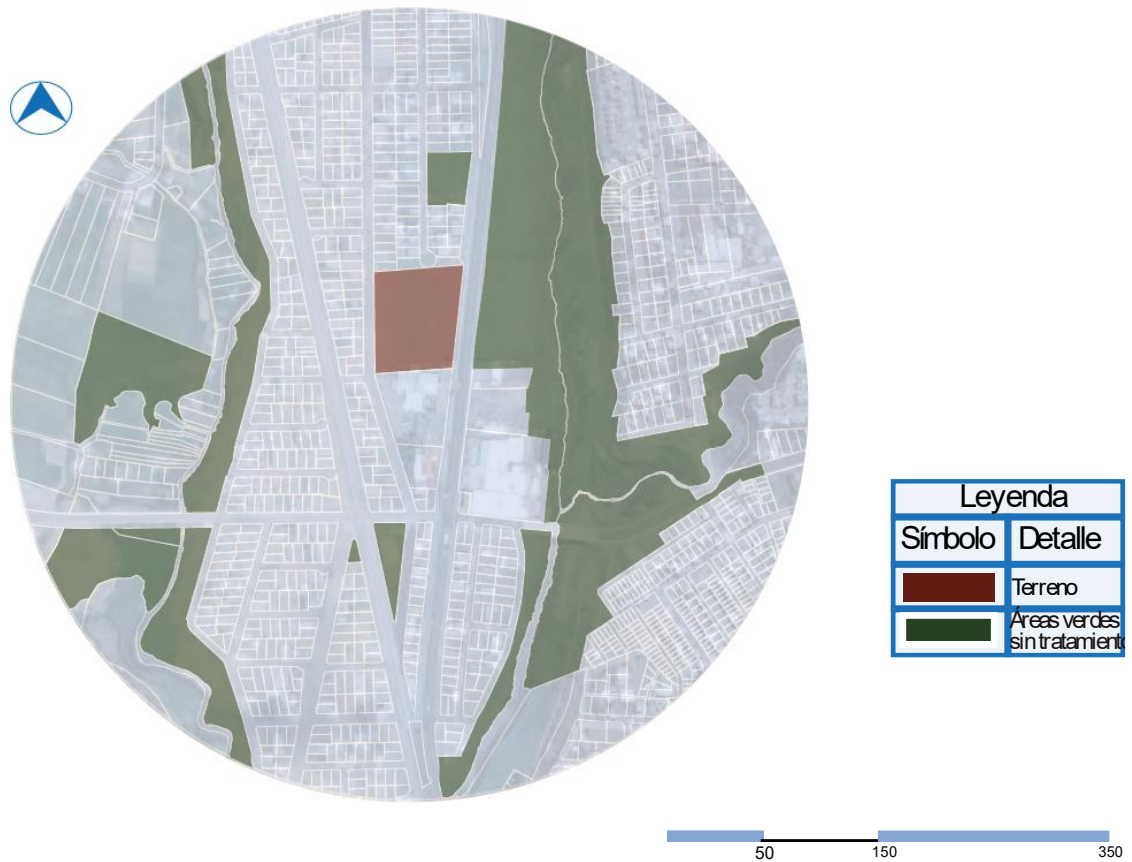 Leyenda
Símbolo Detalle
Terreno
Áreas verdes
sin tratamiento
50 150 350